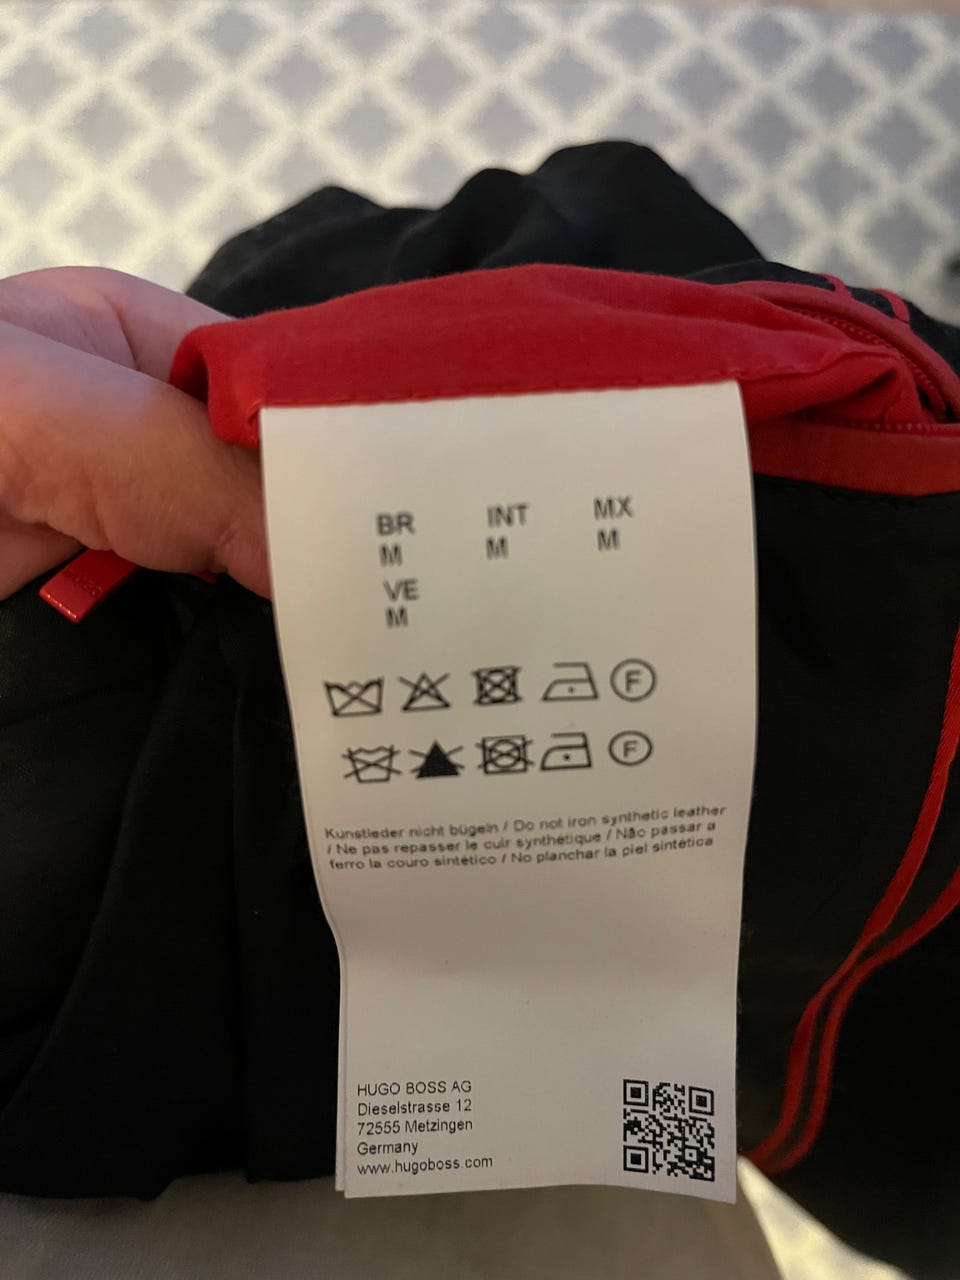 BR INT MX
M M M
VE
M
F
F
Kunstleder nicht bügeln / Do not iron synthetic leather
/ Ne pas repasser le cuir synthétique / Não passar a
ferro la couro sintético / No planchar la piel sintética
HUGO BOSS AG
Dieselstrasse 12
72555 Metzingen
Germany
www.hugoboss.com